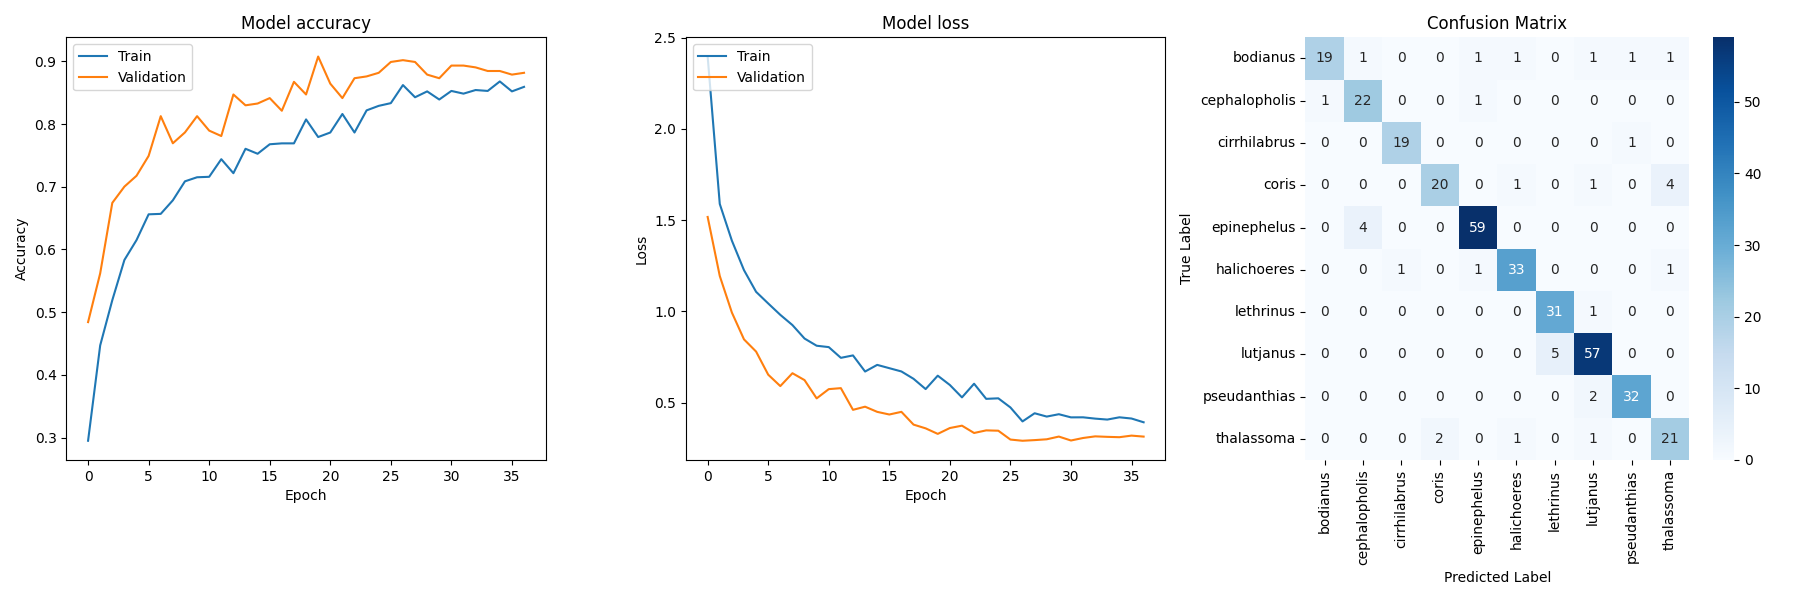 Model accuracy
Train
Validation
0.9
0.8
0.7
0.6
0.5
0.4
0.3
Accuracy
0 5 10 15 20 25 30 35
Epoch
Model loss
Train
Validation
2.5
2.0
1.5
1.0
0.5
Loss
0 5 10 15 20 25 30 35
Epoch
Confusion Matrix
True Label
bodianus 19 1 0 0 1 1 0 1 1 1
cephalopholis 1 22 0 0 1 0 0 0 0 0
cirrhilabrus 0 0 19 0 0 0 0 0 1 0
coris 0 0 0 20 0 1 0 1 0 4
epinephelus 0 4 0 0 59 0 0 0 0 0
halichoeres 0 0 1 0 1 33 0 0 0 1
lethrinus 0 0 0 0 0 0 31 1 0 0
lutjanus 0 0 0 0 0 0 5 57 0 0
pseudanthias 0 0 0 0 0 0 0 2 32 0
thalassoma 0 0 0 2 0 1 0 1 0 21
bodianus
cephalopholis
cirrhilabrus
coris
epinephelus
halichoeres
lethrinus
lutjanus
pseudanthias
thalassoma
Predicted Label
50
40
30
20
10
0